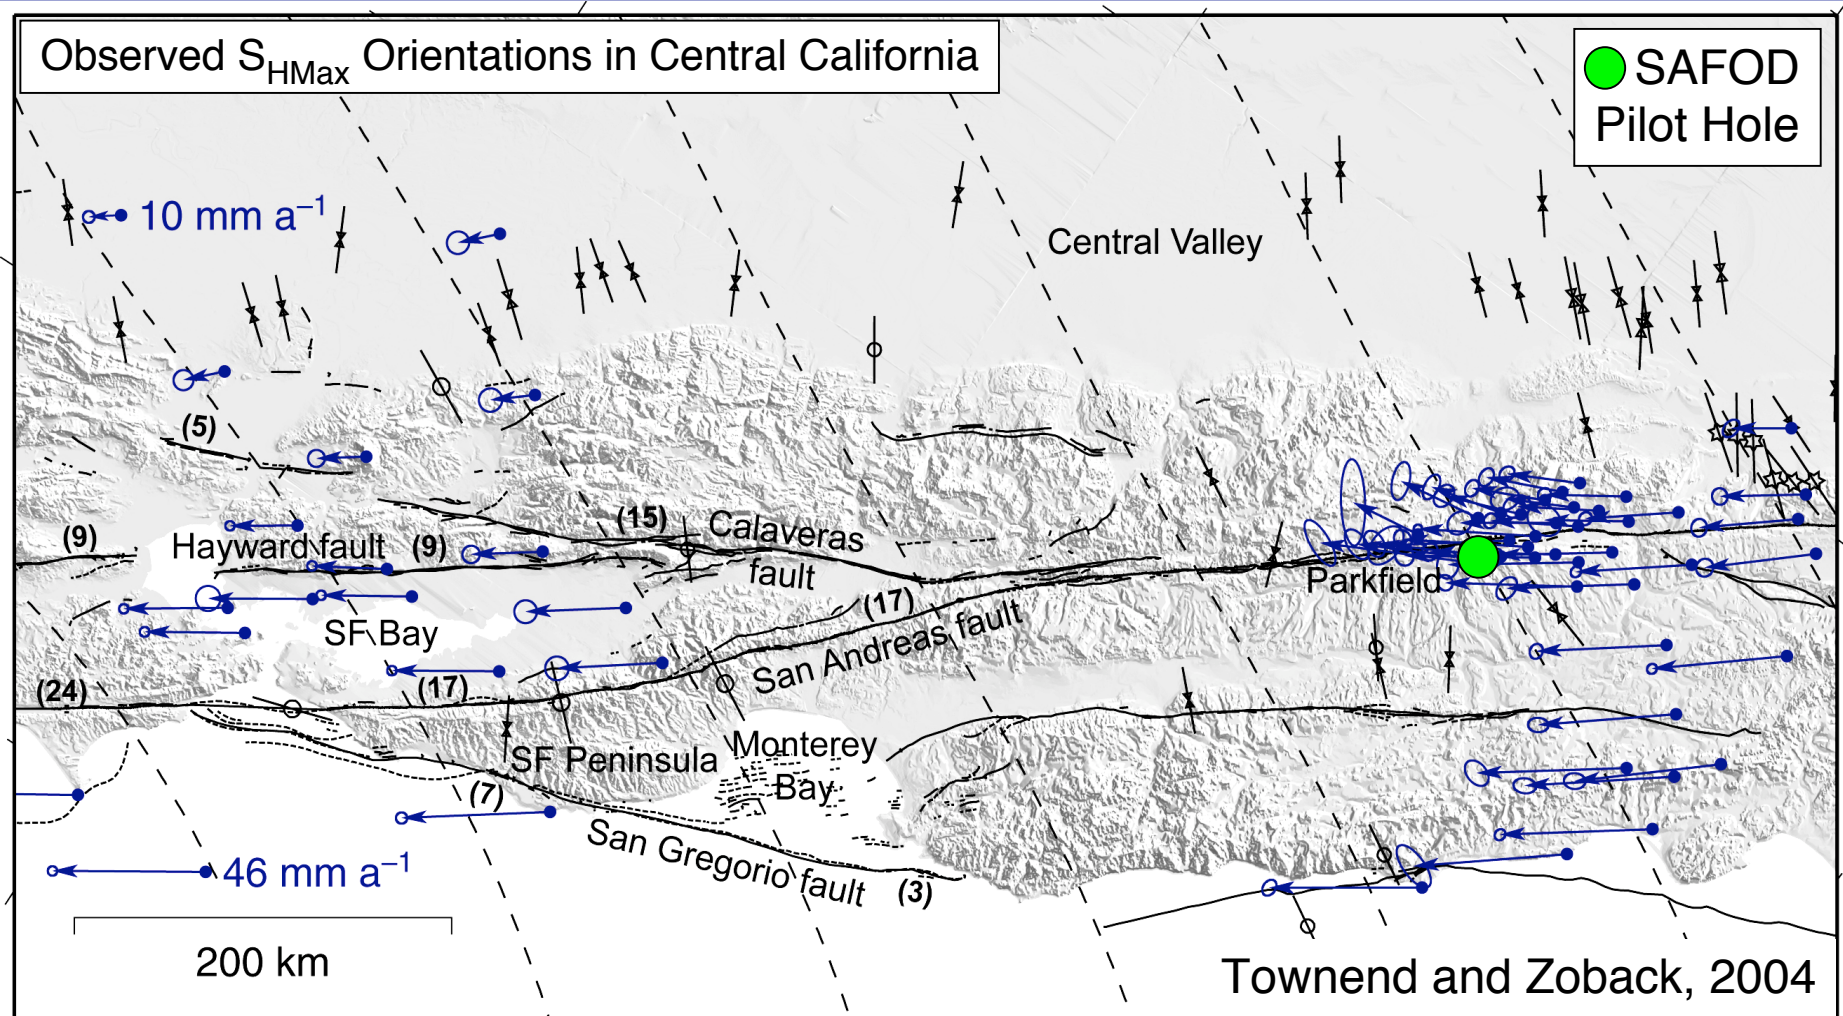 Observed SHMax Orientations in Central California
SAFOD
Pilot Hole
10 mm a–1
Central Valley
(5)
(15)
Calaveras
fault
(9)
Hayward fault
(9)
(17)
Parkfield
San Andreas fault
SF Bay
(24)
(17)
SF Peninsula
Monterey
Bay
(7)
San Gregorio fault
(3)
46 mm a–1
200 km
Townend and Zoback, 2004